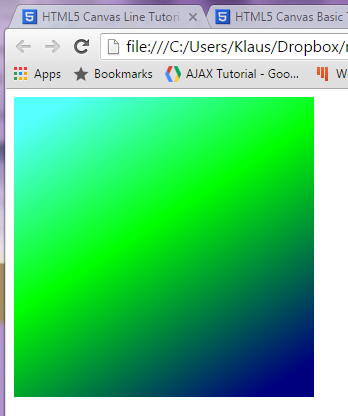 HTML5 Canvas Line Tutori HTML5 Canvas Basic T
file:///C:/Users/Klaus/Dropbox/
Apps Bookmarks AJAX Tutorial - Goo... W